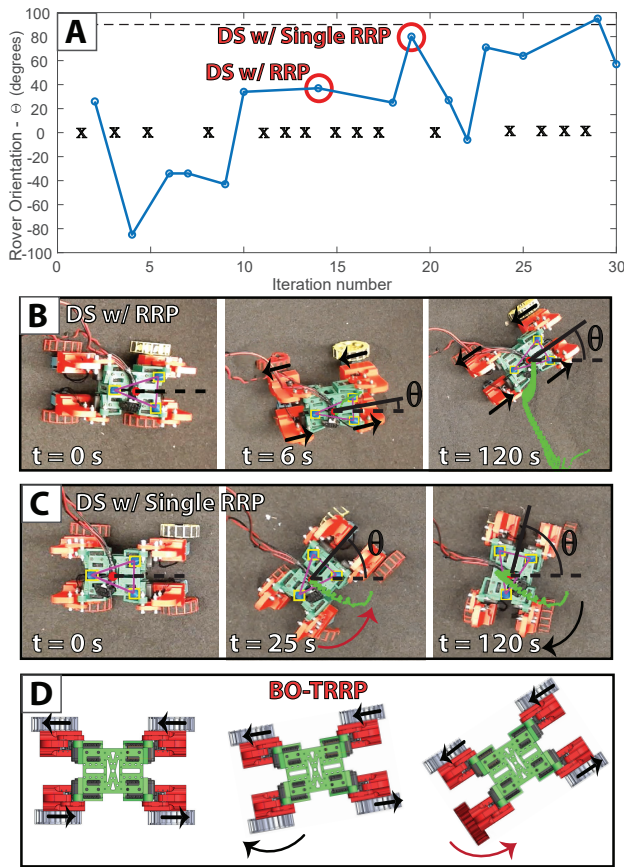 A
Rover Orientation - Θ (degrees)
100
80
60
40
20
0
-20
-40
-60
-80
-100
DS w/ Single RRP
DS w/ RRP
x x x x x x x x x x x x x x x
0 5 10 15 20 25 30
Iteration number
B
DS w/ RRP
θ
θ
t = 0 s
t = 6 s
t = 120 s
C
DS w/ Single RRP
θ
θ
t = 0 s
t = 25 s
t = 120 s
D
BO-TRRP